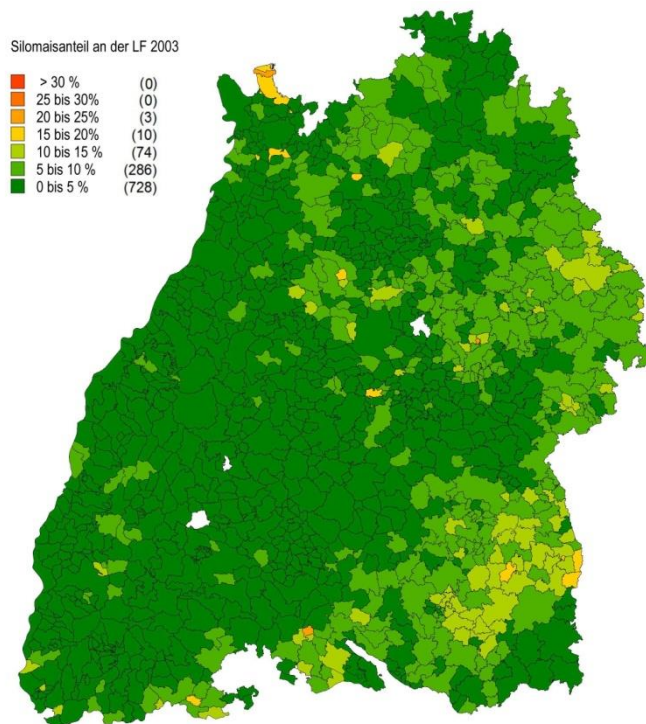 Silomaisanteil an der LF 2003
> 30 % (0)
25 bis 30% (0)
20 bis 25% (3)
15 bis 20% (10)
10 bis 15 % (74)
5 bis 10 % (286)
0 bis 5 % (728)